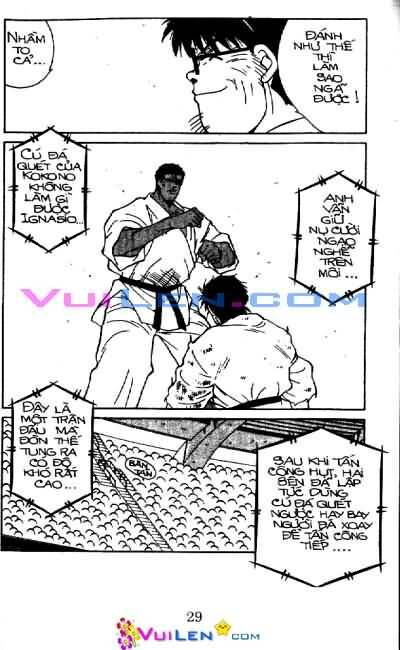 NHẦM
TO
CẢ...
ĐÁNH
NHƯ THẾ
THÌ
LÀM
SAO
NGÃ
ĐƯỢC!
CÚ ĐÁ
QUÉT CỦA
KOKONO
KHÔNG
LÀM GÌ
ĐƯỢC
IGNASIO...
ANH
VẪN
GIỮ
NỤ CƯỜI
NGẠO
NGHỄ
TRÊN
MÔI...
VUILEN.COM
ĐÂY LÀ
MỘT TRẬN
ĐẤU MÀ
ĐÒN THẾ
TUNG RA
CÓ ĐỘ
KHÓ RẤT
CAO...
SAU KHI TẤN
CÔNG HỤT, HAI
BÊN ĐÃ LẬP
TỨC DÙNG
CÚ ĐÁ QUÉT
NGƯỢC HAY BAY
NGƯỜI ĐÁ XOAY
ĐỂ TẤN CÔNG
TIẾP....
29
VUILEN.COM